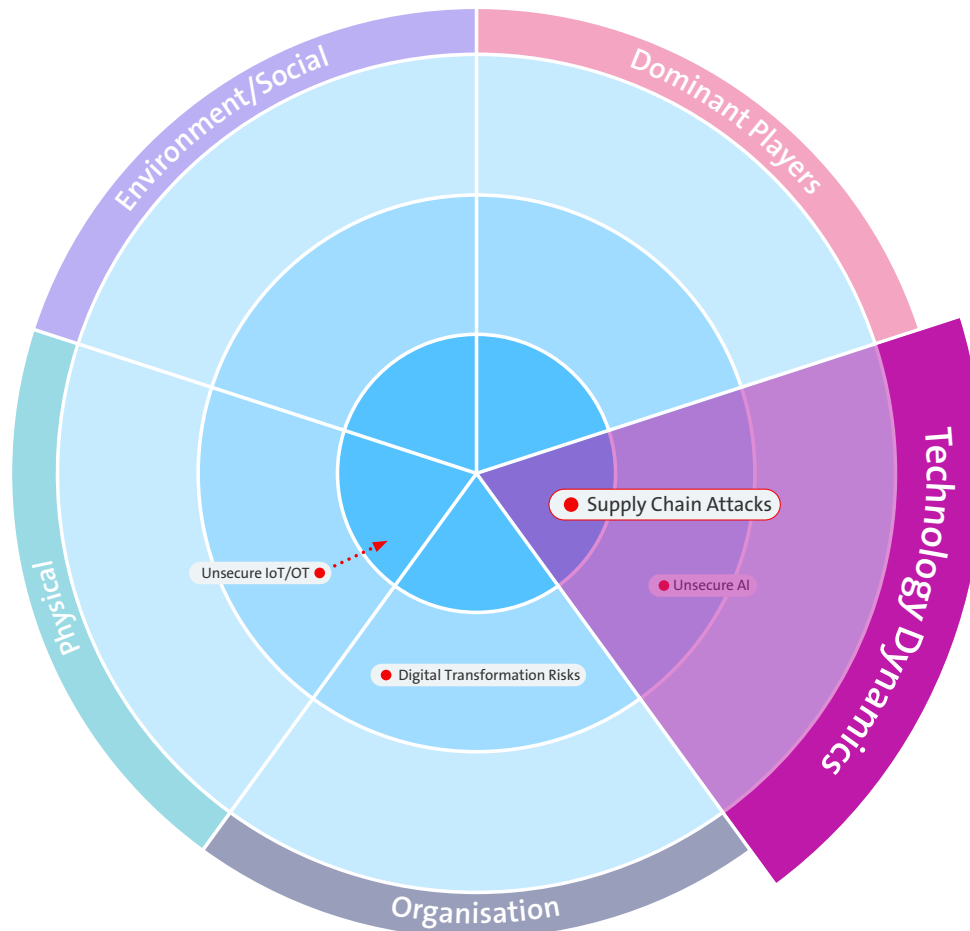 Environment/Social
Dominant Players
Technology Dynamics
Supply Chain Attacks
Unsecure IoT/OT
Unsecure AI
Physical
Digital Transformation Risks
Organisation